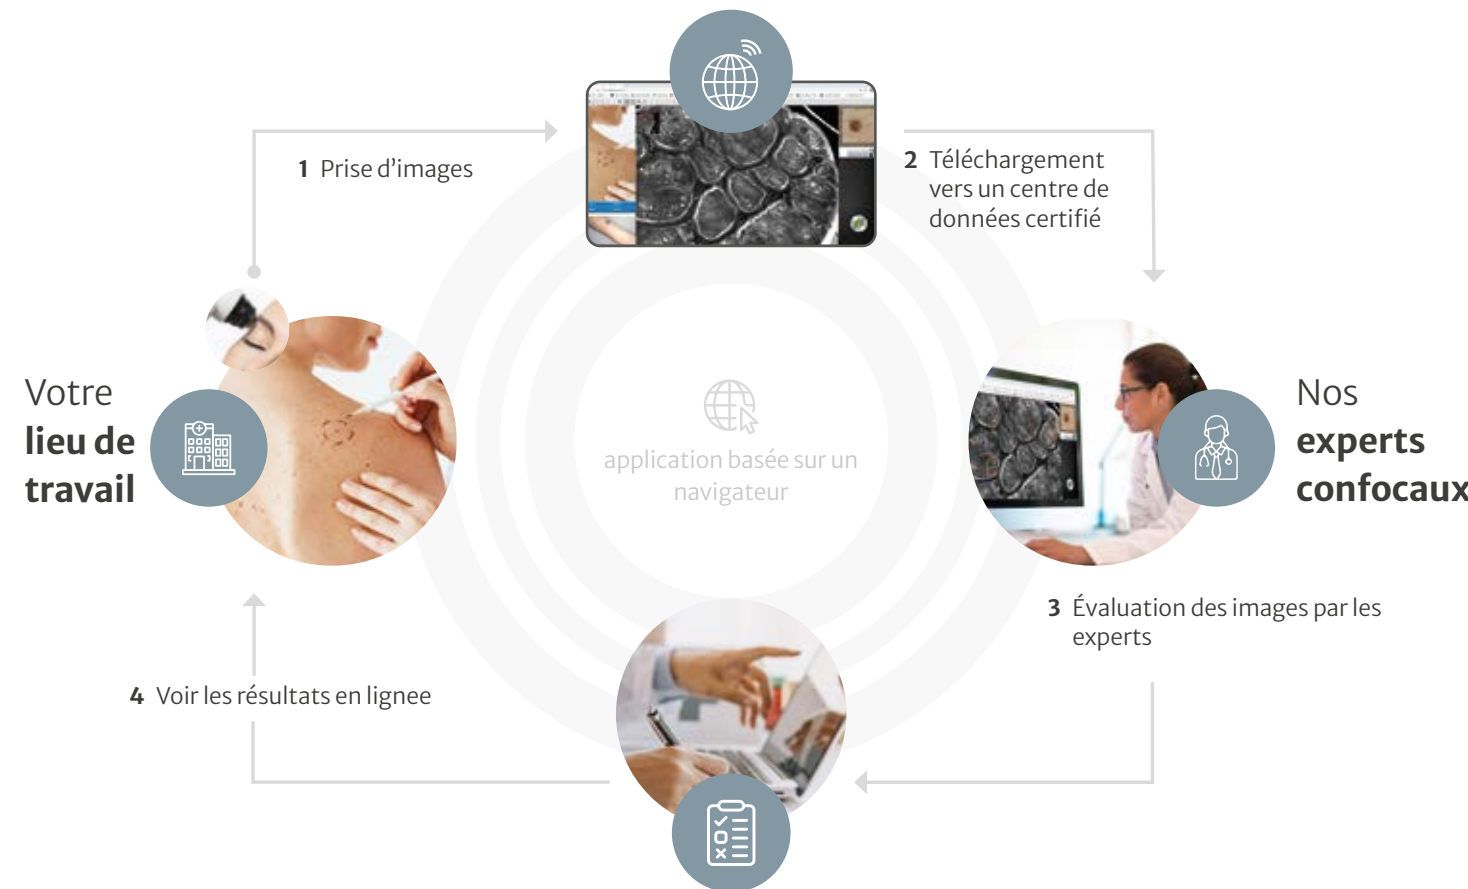 1 Prise d’images
2 Téléchargement
vers un centre de
données certifié
Votre
lieu de
travail
application basée sur un
navigateur
Nos
experts
confocaux
3 Évaluation des images par les
experts
4 Voir les résultats en lignee